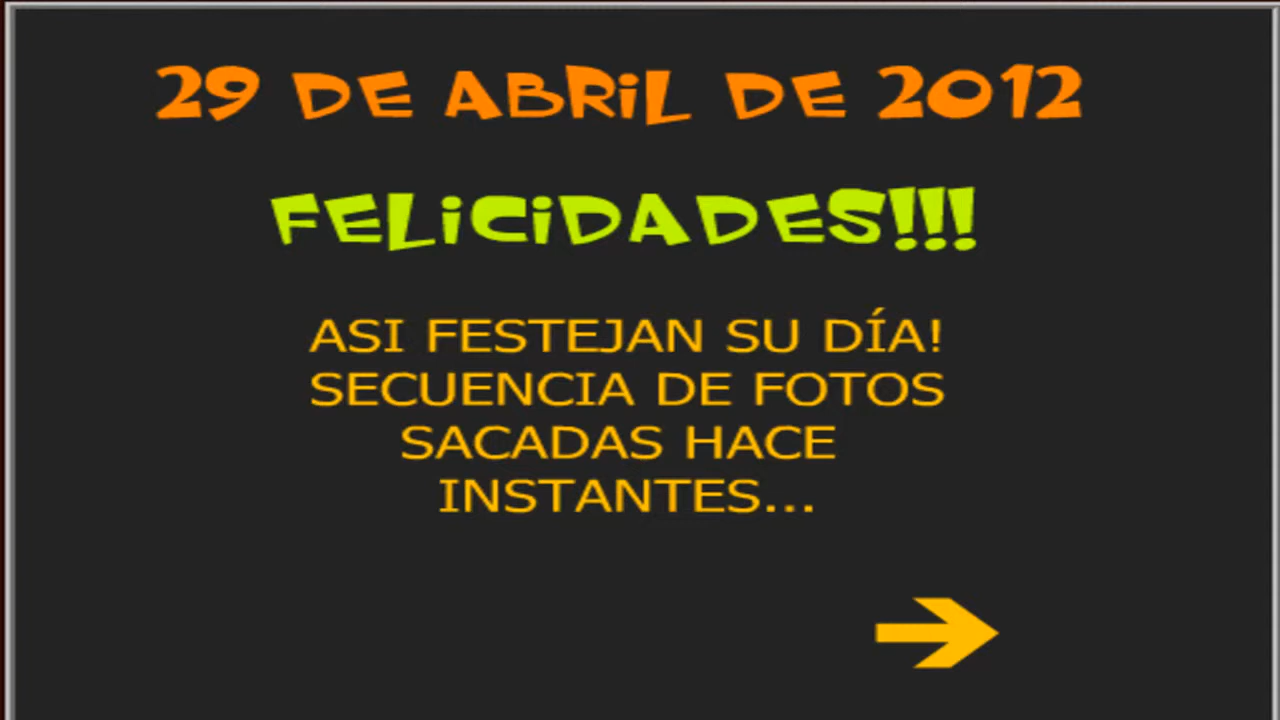 29 DE ABRiL DE 2012
FELiCiDADES!!!
ASI FESTEJAN SU DÍA!
SECUENCIA DE FOTOS
SACADAS HACE
INSTANTES...